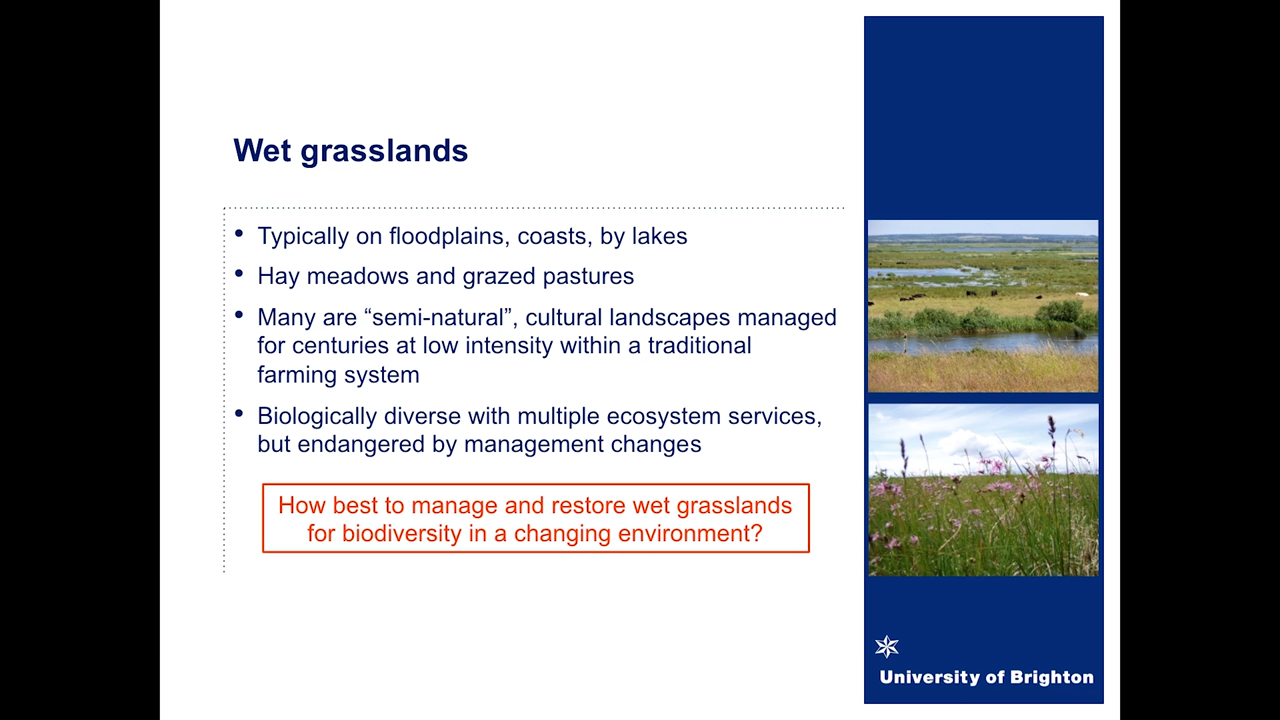 Wet grasslands
• Typically on floodplains, coasts, by lakes
• Hay meadows and grazed pastures
• Many are “semi-natural”, cultural landscapes managed
for centuries at low intensity within a traditional
farming system
• Biologically diverse with multiple ecosystem services,
but endangered by management changes
How best to manage and restore wet grasslands
for biodiversity in a changing environment?
University of Brighton